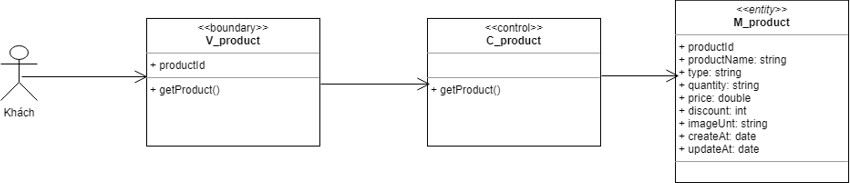 <<boundary>>
V_product
+ productId
+ getProduct()
<<control>>
C_product
+ getProduct()
<<entity>>
M_product
+ productId
+ productName: string
+ type: string
+ quantity: string
+ price: double
+ discount: int
+ imageUnt: string
+ createAt: date
+ updateAt: date
Khách